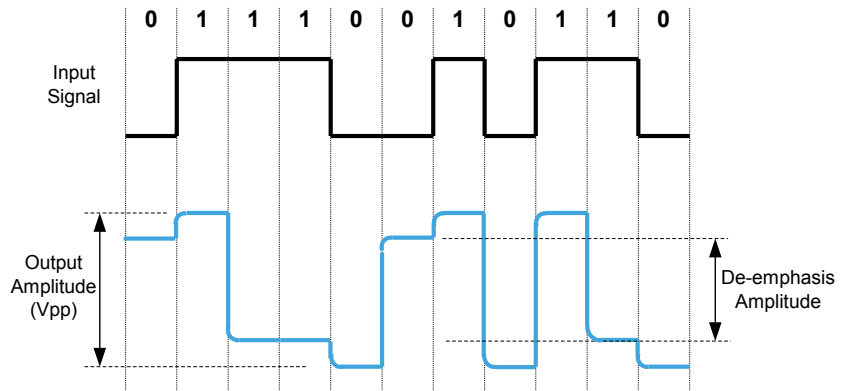 0 1 1 1 0 0 1 0 1 1 0
Input
Signal
Output
Amplitude
(Vpp)
De-emphasis
Amplitude